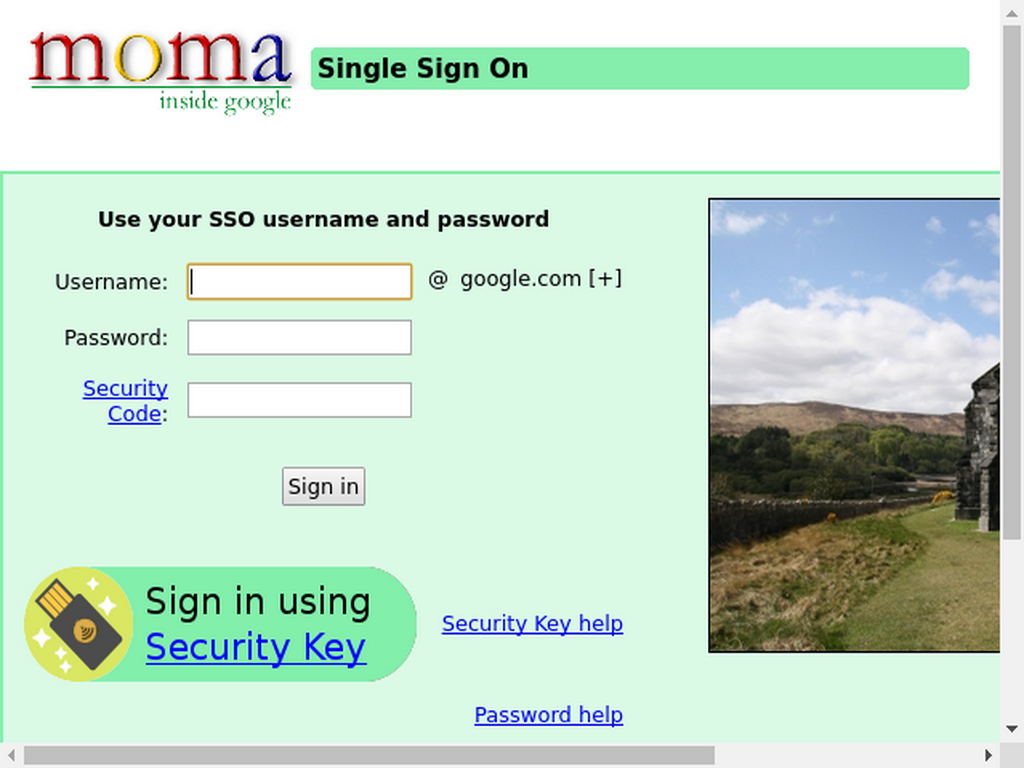 moma
inside google
Single Sign On
Use your SSO username and password
Username:
@ google.com [+]
Password:
Security
Code:
Sign in
Sign in using
Security Key
Security Key help
Password help